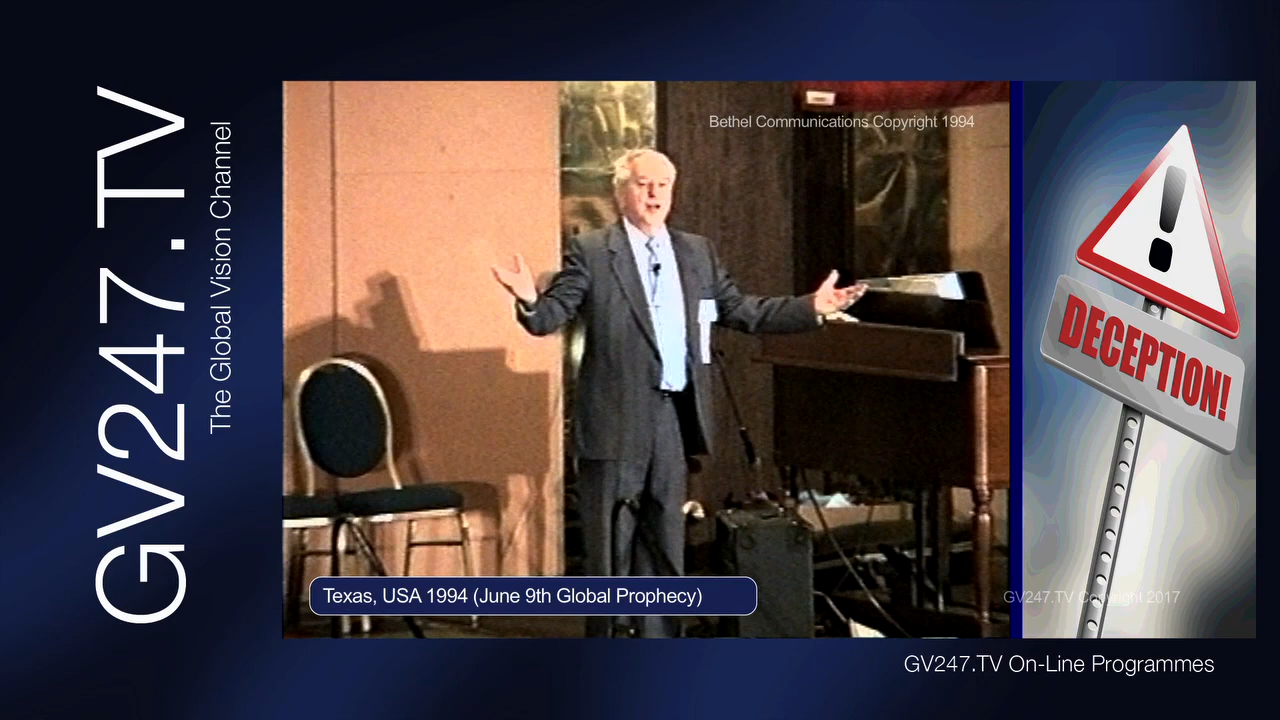 GV247.TV
The Global Vision Channel
Bethel Communications Copyright 1994
DECEPTION!
Texas, USA 1994 (June 9th Global Prophecy)
GV247.TV Copyright 2017
GV247.TV On-Line Programmes